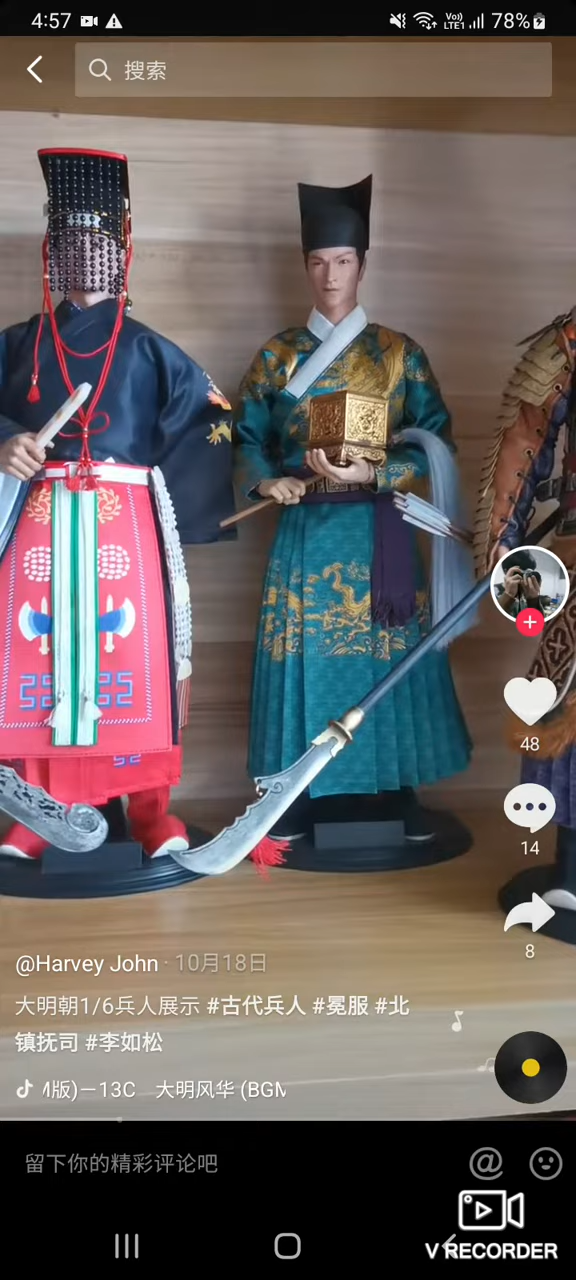 4:57
Vo))
LTE1
78%
搜索
48
14
8
@Harvey John · 10月18日
大明朝1/6兵人展示 #古代兵人 #冕服 #北
镇抚司 #李如松
版)－13C 大明风华 (BGM
留下你的精彩评论吧
@
V RECORDER